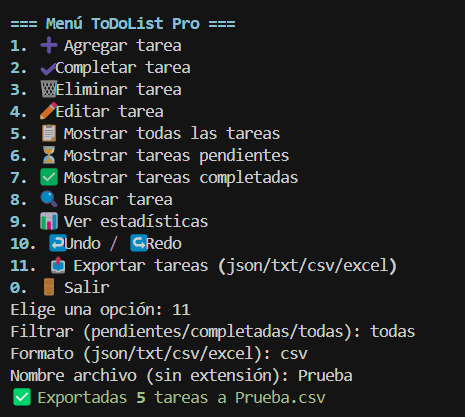 === Menú ToDoList Pro ===
1. ➕ Agregar tarea
2. ✔Completar tarea
3. 🗑Eliminar tarea
4. ✏Editar tarea
5. 📋 Mostrar todas las tareas
6. ⏳ Mostrar tareas pendientes
7. ✅ Mostrar tareas completadas
8. 🔍 Buscar tarea
9. 📊 Ver estadísticas
10. ↩Undo / ↪Redo
11. 📤 Exportar tareas (json/txt/csv/excel)
0. 🚪 Salir
Elige una opción: 11
Filtrar (pendientes/completadas/todas): todas
Formato (json/txt/csv/excel): csv
Nombre archivo (sin extensión): Prueba
✅ Exportadas 5 tareas a Prueba.csv